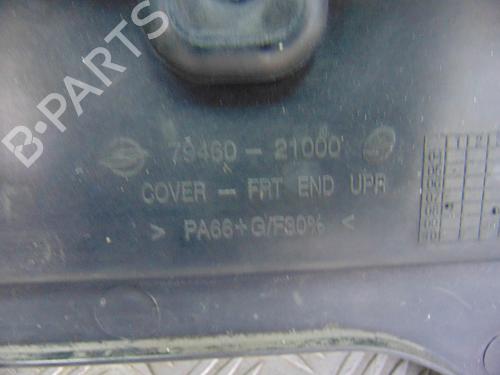 B-PARTS
79460-21000
COVER - FRT END UPR
> PA66+G/F30% <